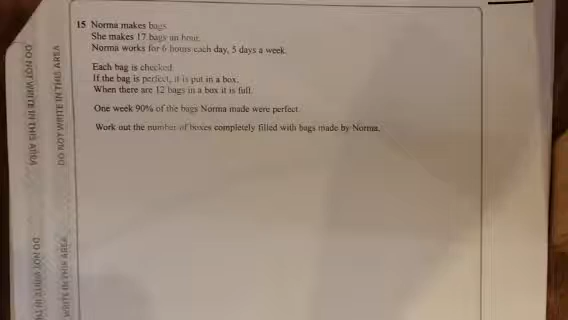 15 Norma makes bags.
She makes 17 bags an hour.
Norma works for 6 hours each day, 5 days a week.
Each bag is checked.
If the bag is perfect, it is put in a box.
When there are 12 bags in a box it is full.
One week 90% of the bags Norma made were perfect.
Work out the number of boxes completely filled with bags made by Norma.
DO NOT WRITE IN THIS AREA
DO NOT WRITE IN THIS AREA
DO NOT WRITE IN TH
WRITE IN THIS AREA